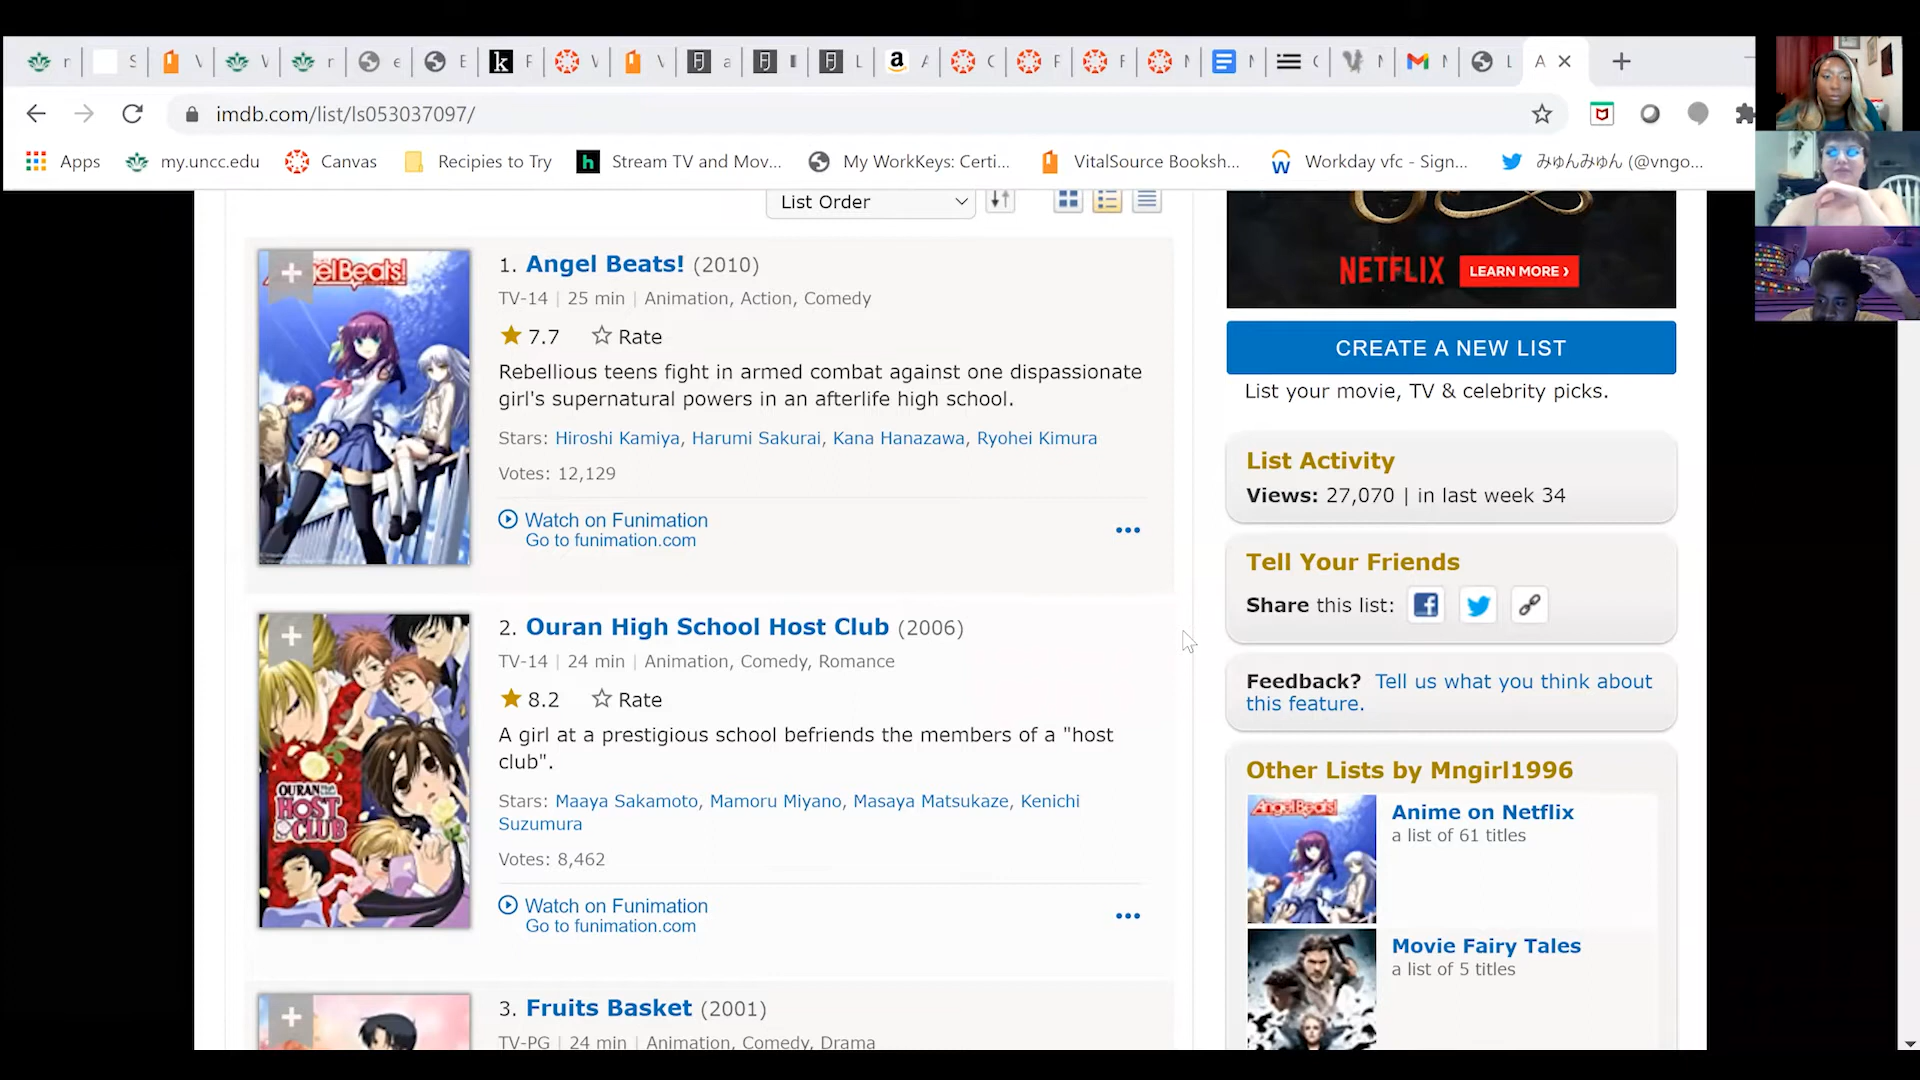 r
S
V
V
r
e
E
k F
V
V
a
L
a A
C
F
F
N
N
C
N
M N
L
A
imdb.com/list/ls053037097/
Apps
my.uncc.edu
Canvas
Recipies to Try
h Stream TV and Mov...
My WorkKeys: Certi...
VitalSource Booksh...
Workday vfc - Sign...
みゅんみゅん (@vngo...
List Order
AngelBeats!
1. Angel Beats! (2010)
TV-14 | 25 min | Animation, Action, Comedy
7.7 Rate
Rebellious teens fight in armed combat against one dispassionate
girl's supernatural powers in an afterlife high school.
Stars: Hiroshi Kamiya, Harumi Sakurai, Kana Hanazawa, Ryohei Kimura
Votes: 12,129
Watch on Funimation
Go to funimation.com
OURAN
HIGH SCHOOL
HOST
CLUB
2. Ouran High School Host Club (2006)
TV-14 | 24 min | Animation, Comedy, Romance
8.2 Rate
A girl at a prestigious school befriends the members of a "host
club".
Stars: Maaya Sakamoto, Mamoru Miyano, Masaya Matsukaze, Kenichi
Suzumura
Votes: 8,462
Watch on Funimation
Go to funimation.com
3. Fruits Basket (2001)
TV-PG | 24 min | Animation, Comedy, Drama
NETFLIX LEARN MORE ›
CREATE A NEW LIST
List your movie, TV & celebrity picks.
List Activity
Views: 27,070 | in last week 34
Tell Your Friends
Share this list:
Feedback? Tell us what you think about
this feature.
Other Lists by Mngirl1996
AngelBeats!
Anime on Netflix
a list of 61 titles
Movie Fairy Tales
a list of 5 titles